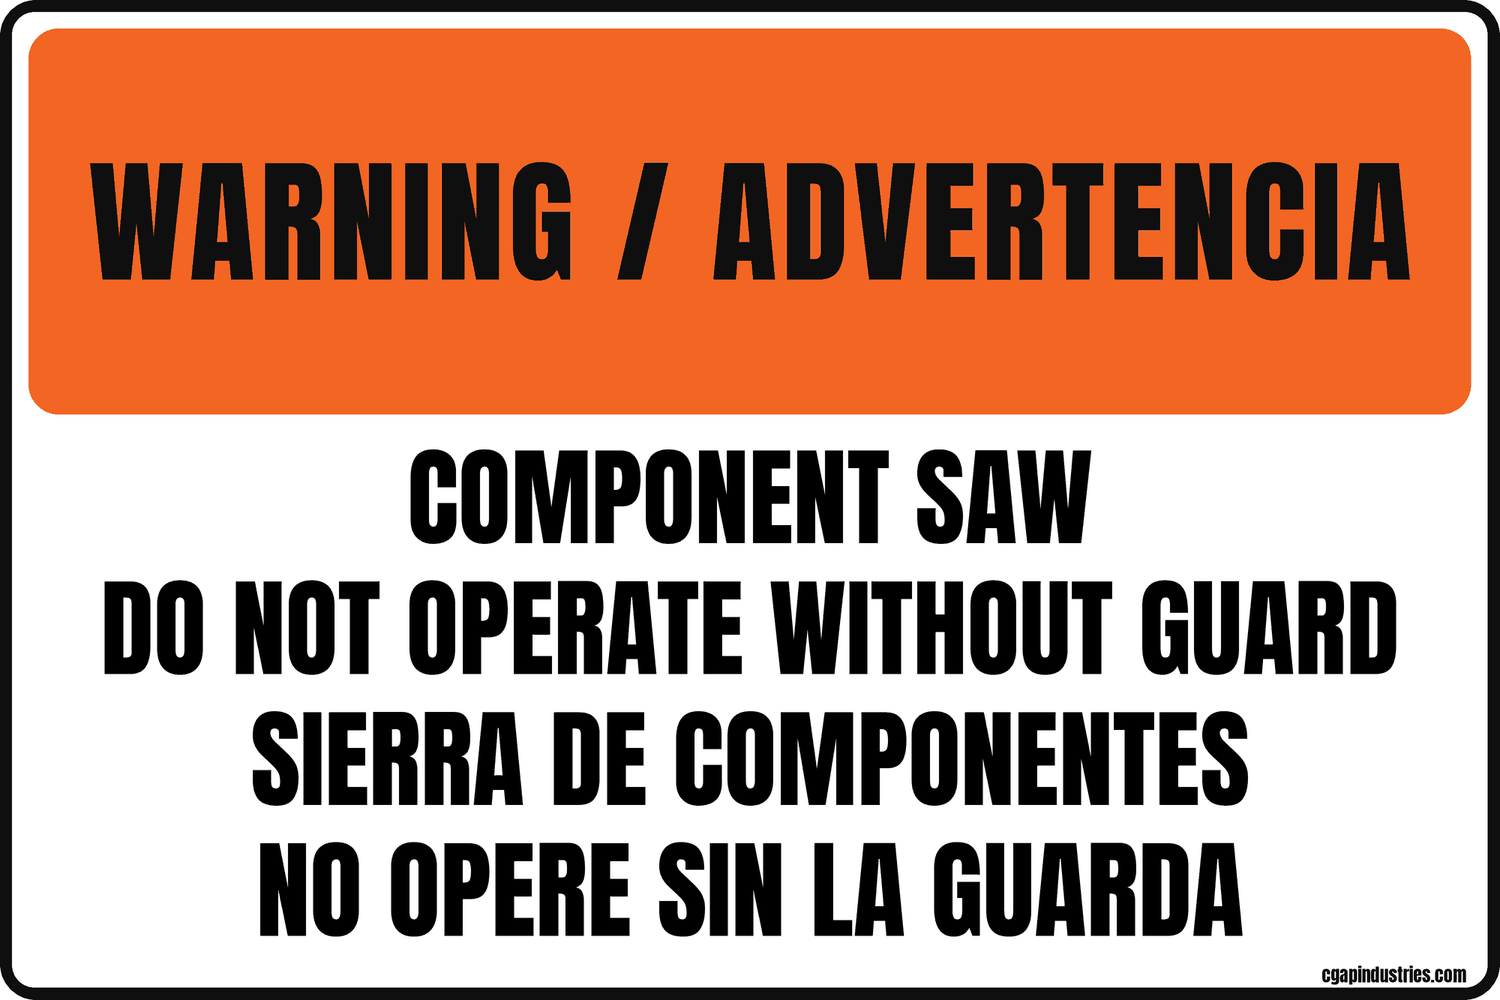 WARNING / ADVERTENCIA
COMPONENT SAW
DO NOT OPERATE WITHOUT GUARD
SIERRA DE COMPONENTES
NO OPERE SIN LA GUARDA
cgapindustries.com